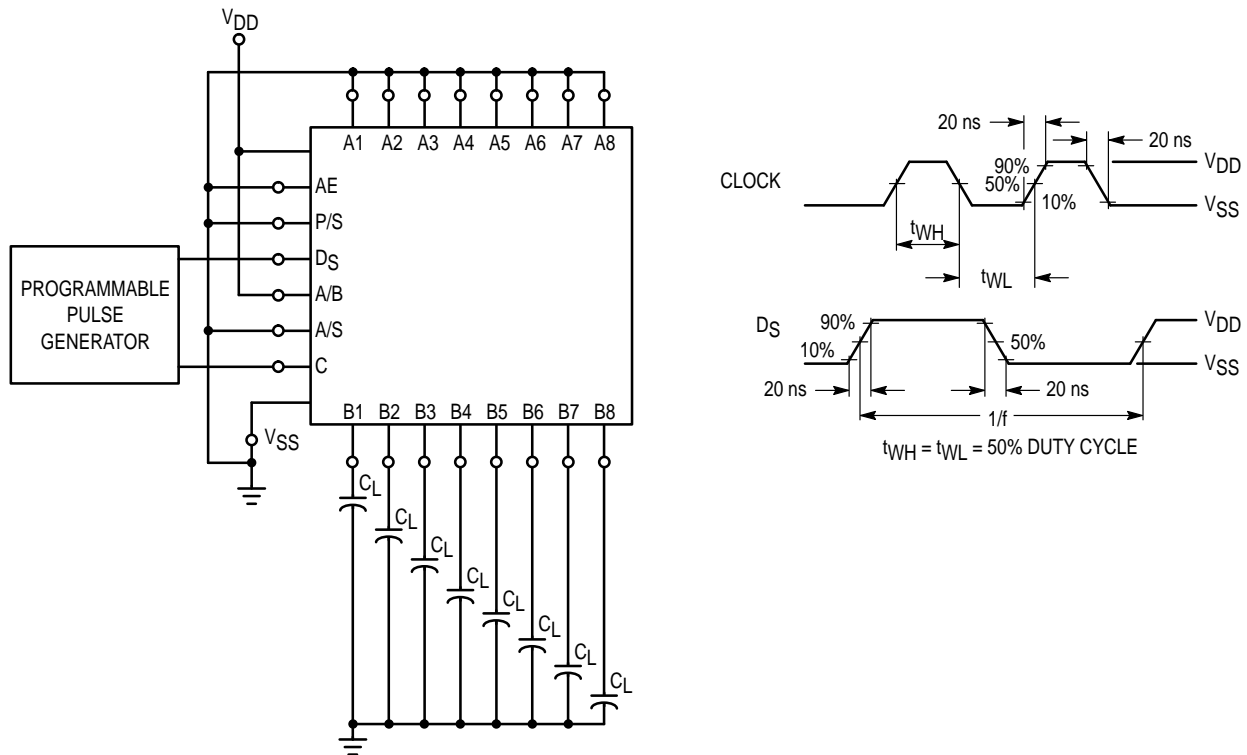 VDD
A1 A2 A3 A4 A5 A6 A7 A8
AE
P/S
DS
A/B
A/S
C
PROGRAMMABLE
PULSE
GENERATOR
B1 B2 B3 B4 B5 B6 B7 B8
VSS
CL
CL
CL
CL
CL
CL
CL
CL
20 ns
20 ns
CLOCK
90%
50%
10%
VDD
VSS
tWH
tWL
DS
90%
10%
50%
VDD
VSS
20 ns
20 ns
1/f
tWH = tWL = 50% DUTY CYCLE